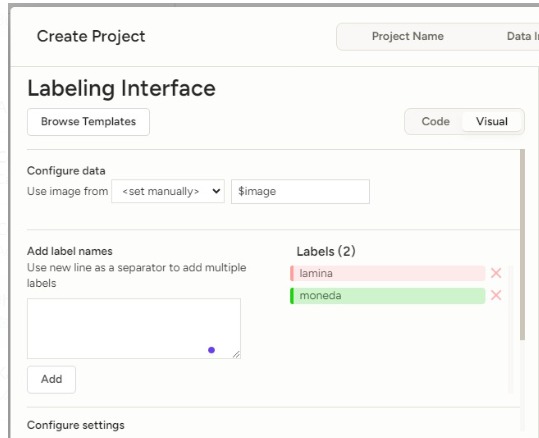 Create Project
Project Name
Data I
Labeling Interface
Browse Templates
Code
Visual
Configure data
Use image from
<set manually>
$image
Add label names
Use new line as a separator to add multiple
labels
Labels (2)
lamina
moneda
Add
Configure settings